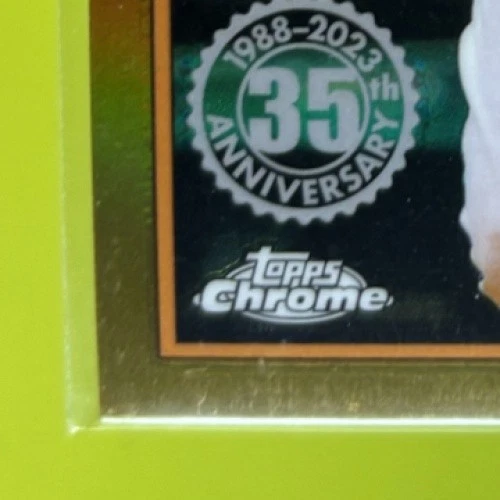 1988–2023
35th
ANNIVERSARY
Topps
Chrome